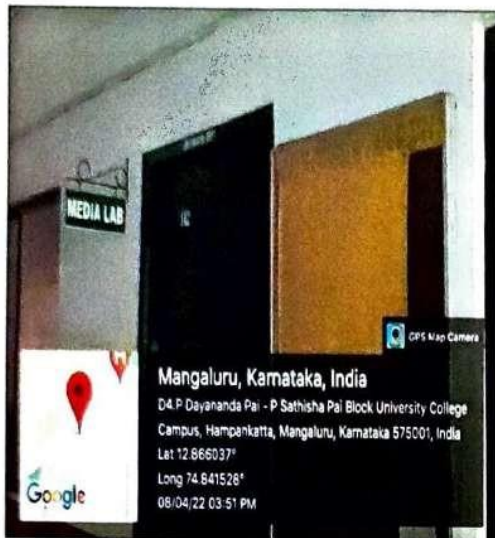 MEDIA LAB
GPS Map Camera
Mangaluru, Karnataka, India
D4.P Dayananda Pai - P Sathisha Pai Block University College
Campus, Hampankatta, Mangaluru, Karnataka 575001, India
Lat 12.866037°
Long 74.841528°
08/04/22 03:51 PM
Google